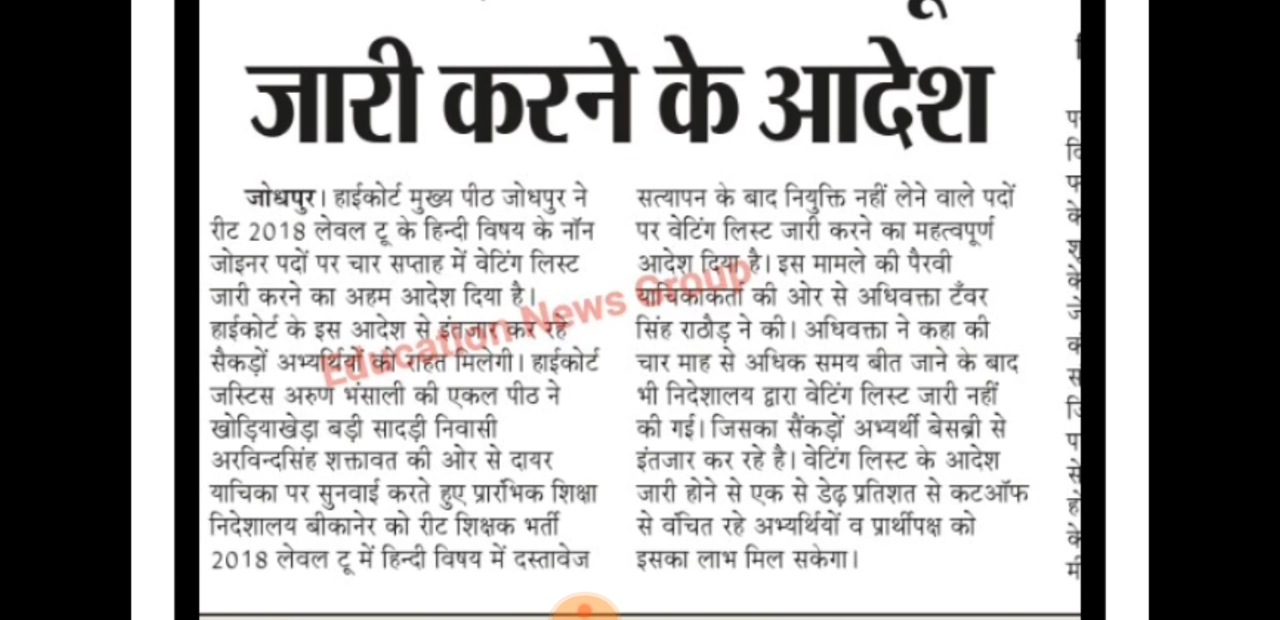 जारी करने के आदेश
जोधपुर। हाईकोर्ट मुख्य पीठ जोधपुर ने
रीट 2018 लेवल टू के हिन्दी विषय के नॉन
जोइनर पदों पर चार सप्ताह में वेटिंग लिस्ट
जारी करने का अहम आदेश दिया है।
हाईकोर्ट के इस आदेश से इंतजार कर रहे
सैकड़ों अभ्यर्थियों की राहत मिलेगी। हाईकोर्ट
जस्टिस अरुण भंसाली की एकल पीठ ने
खोड़ियाखेड़ा बड़ी सादड़ी निवासी
अरविन्दसिंह शक्तावत की ओर से दायर
याचिका पर सुनवाई करते हुए प्रारंभिक शिक्षा
निदेशालय बीकानेर को रीट शिक्षक भर्ती
2018 लेवल टू में हिन्दी विषय में दस्तावेज
सत्यापन के बाद नियुक्ति नहीं लेने वाले पदों
पर वेटिंग लिस्ट जारी करने का महत्वपूर्ण
आदेश दिया है। इस मामले की पैरवी
याचिकाकर्ता की ओर से अधिवक्ता टँवर
सिंह राठौड़ ने की। अधिवक्ता ने कहा की
चार माह से अधिक समय बीत जाने के बाद
भी निदेशालय द्वारा वेटिंग लिस्ट जारी नहीं
की गई। जिसका सैंकड़ों अभ्यर्थी बेसब्री से
इंतजार कर रहे है। वेटिंग लिस्ट के आदेश
जारी होने से एक से डेढ़ प्रतिशत से कटऑफ
से वंचित रहे अभ्यर्थियों व प्रार्थीपक्ष को
इसका लाभ मिल सकेगा।
Education News Group